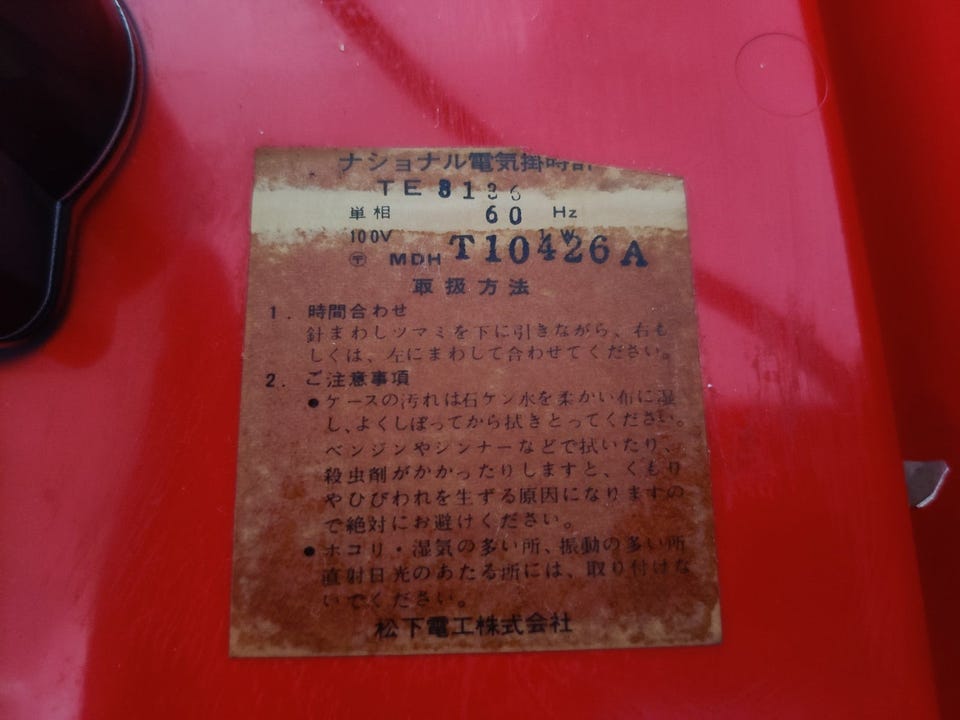 ナショナル電気掛時計
TE 8136
単相 60 Hz
100V 1 W
〒 MDH T10426A
取扱方法
1. 時間合わせ
針まわしツマミを下に引きながら、右も
しくは、左にまわして合わせてください。
2. ご注意事項
●ケースの汚れは石ケン水を柔かい布に湿
し、よくしぼってから拭きとってください。
ベンジンやシンナーなどで拭いたり、
殺虫剤がかかったりしますと、くもり
やひびわれを生ずる原因になりますの
で絶対にお避けください。
●ホコリ・湿気の多い所、振動の多い所
直射日光のあたる所には、取り付けな
いでください。
松下電工株式会社